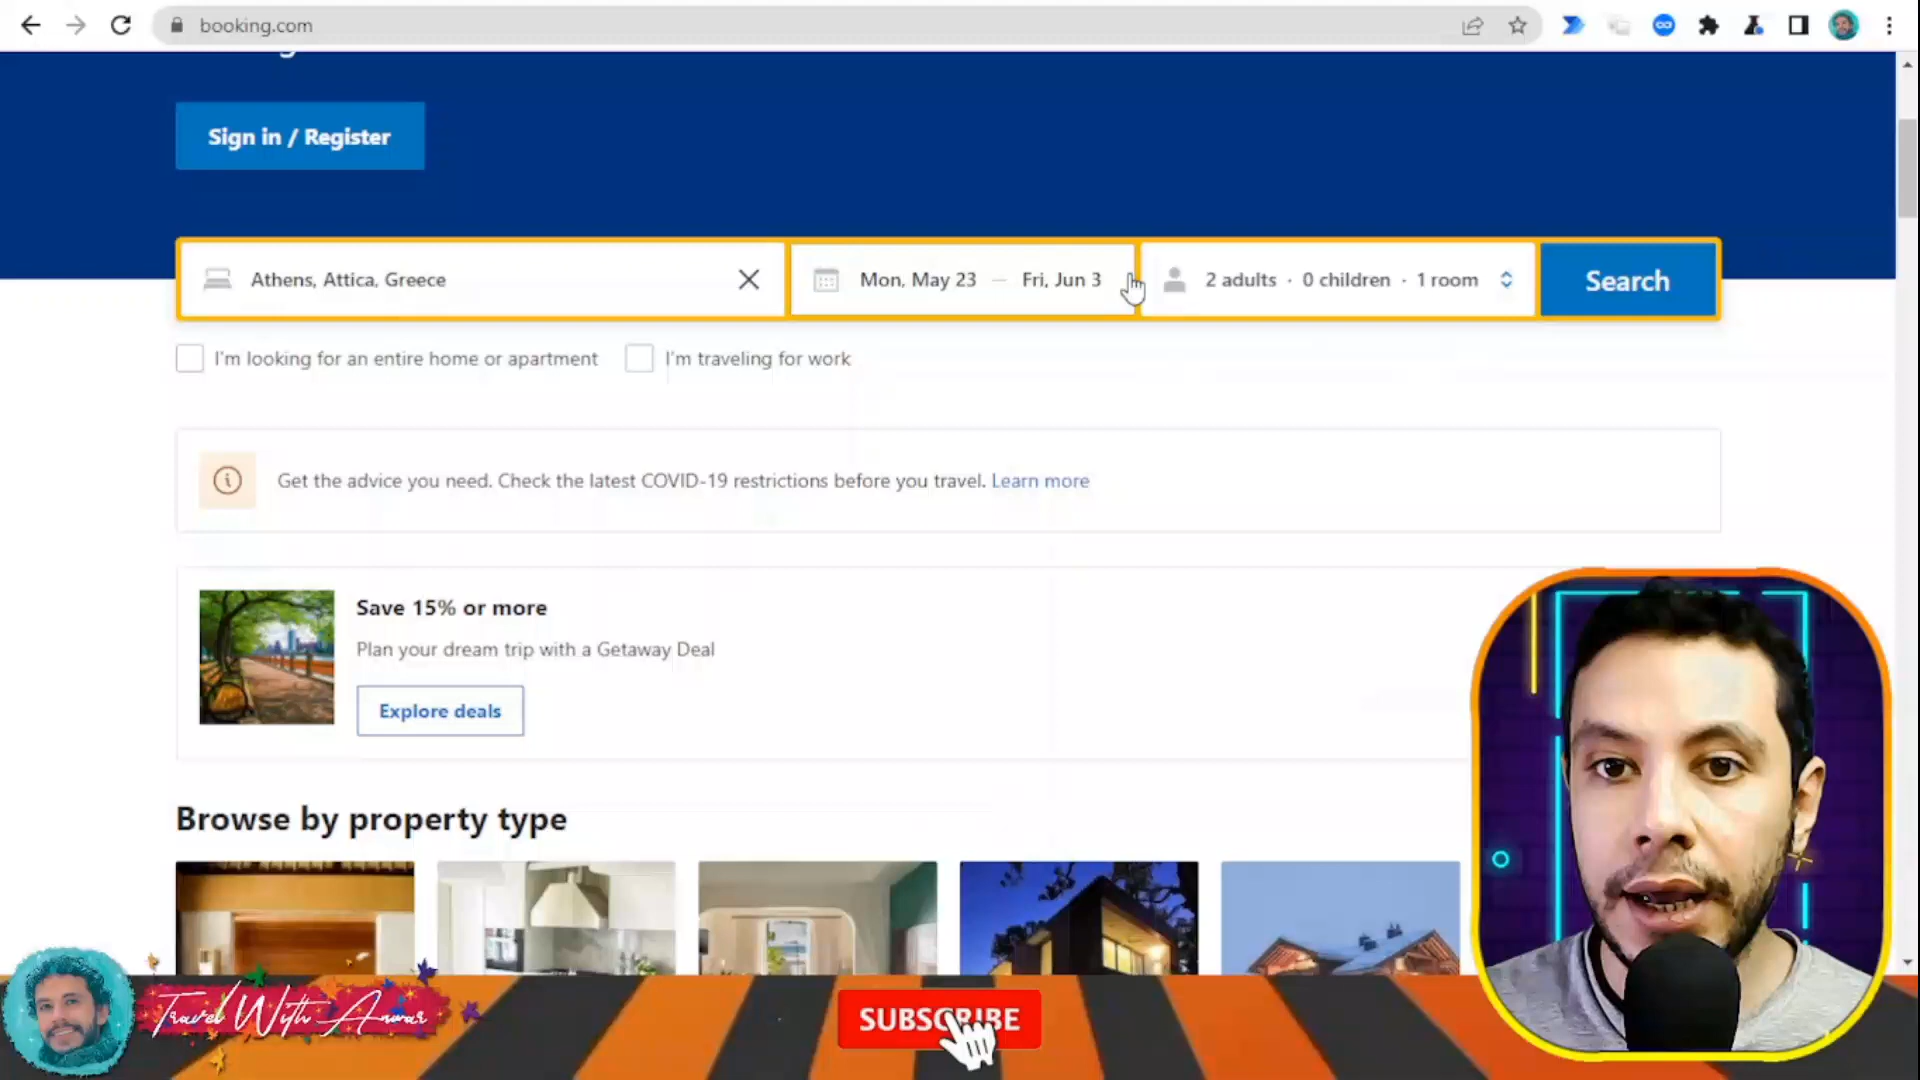 booking.com
Sign in / Register
Athens, Attica, Greece
Mon, May 23 — Fri, Jun 3
2 adults · 0 children · 1 room
Search
I'm looking for an entire home or apartment
I'm traveling for work
Get the advice you need. Check the latest COVID-19 restrictions before you travel. Learn more
Save 15% or more
Plan your dream trip with a Getaway Deal
Explore deals
Browse by property type
Travel With Anwar
SUBSCRIBE